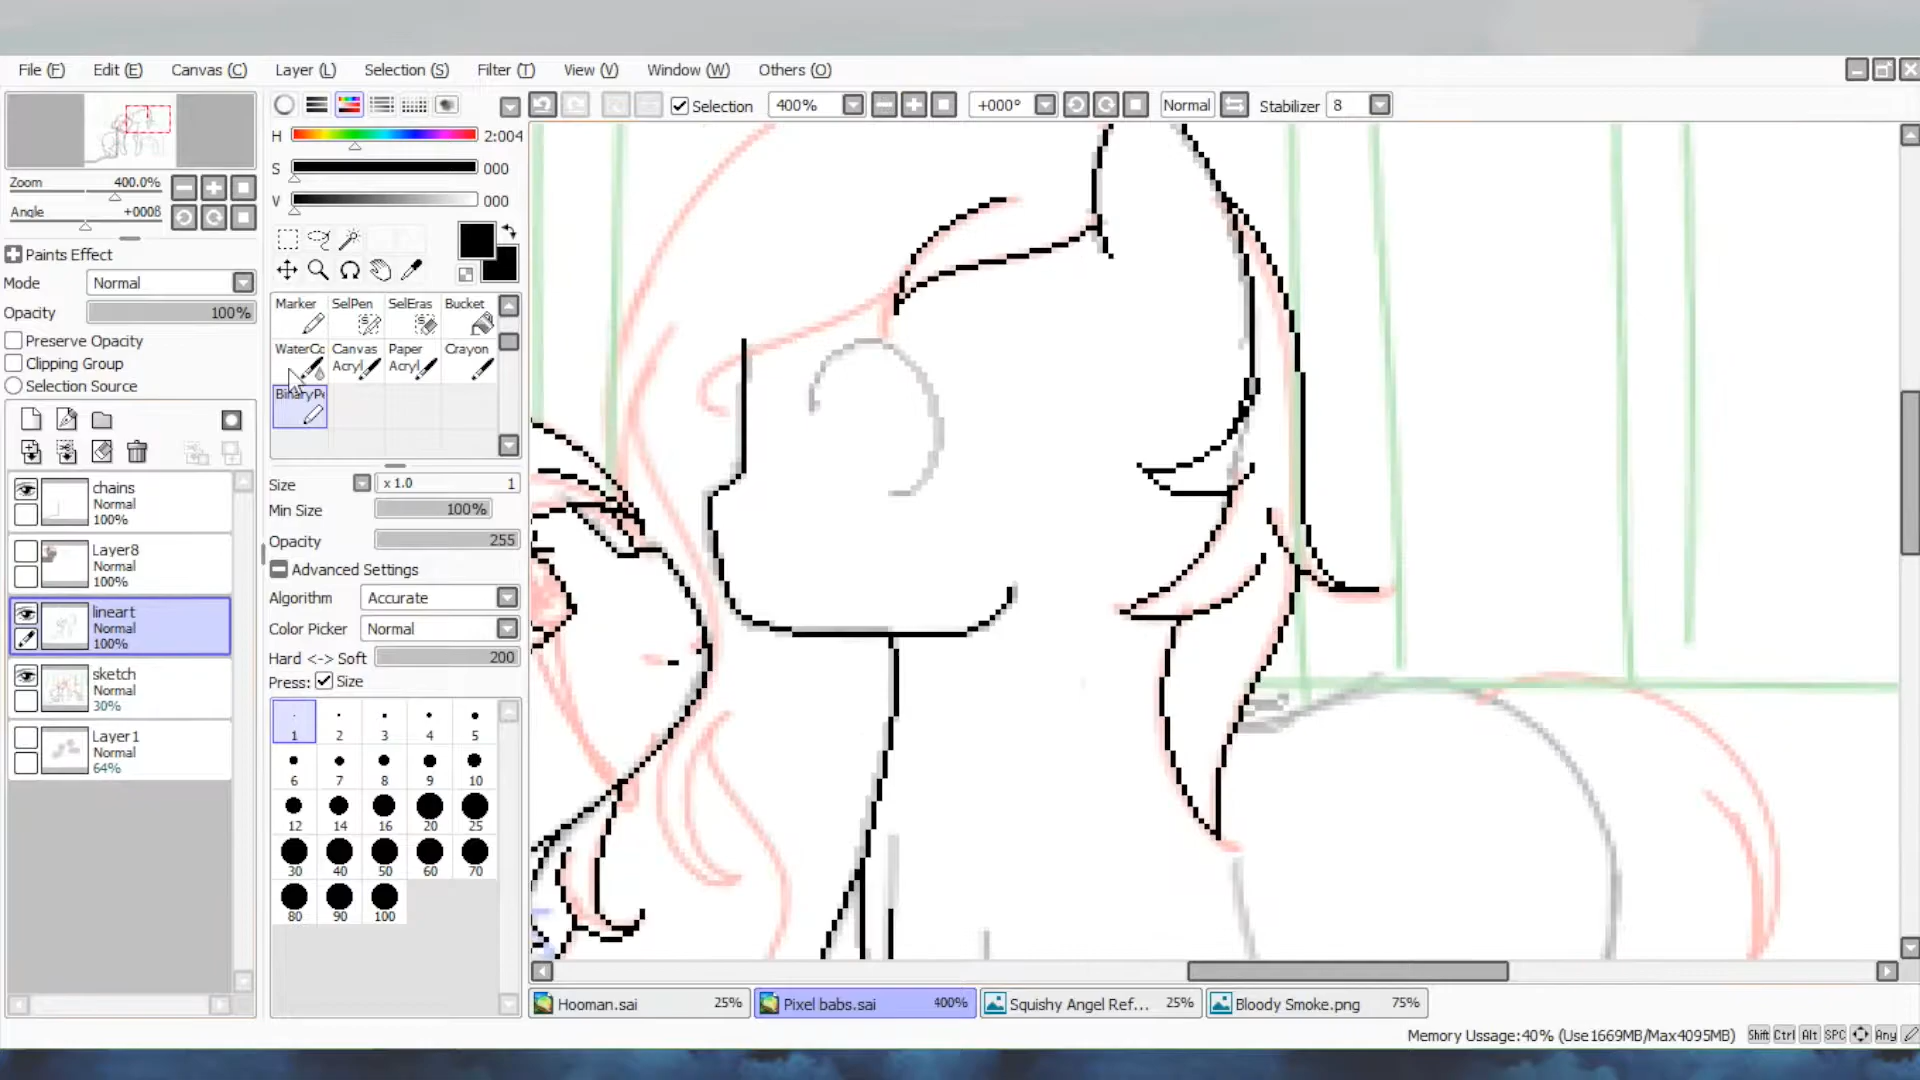 File (F) Edit (E) Canvas (C) Layer (L) Selection (S) Filter (T) View (V) Window (W) Others (O)
Selection 400% +000° Normal Stabilizer 8
H 2:004
S 000
V 000
Zoom 400.0%
Angle +0008
Paints Effect
Mode Normal
Opacity 100%
Preserve Opacity
Clipping Group
Selection Source
chains
Normal
100%
Layer8
Normal
100%
lineart
Normal
100%
sketch
Normal
30%
Layer1
Normal
64%
Marker SelPen SelEras Bucket
WaterCo Canvas Paper Crayon
Acryl Acryl
BinaryPe
Size x 1.0 1
Min Size 100%
Opacity 255
Advanced Settings
Algorithm Accurate
Color Picker Normal
Hard <-> Soft 200
Press: Size
1 2 3 4 5
6 7 8 9 10
12 14 16 20 25
30 40 50 60 70
80 90 100
Hooman.sai 25% Pixel babs.sai 400% Squishy Angel Ref... 25% Bloody Smoke.png 75%
Memory Ussage:40% (Use1669MB/Max4095MB) Shift Ctrl Alt SPC Any